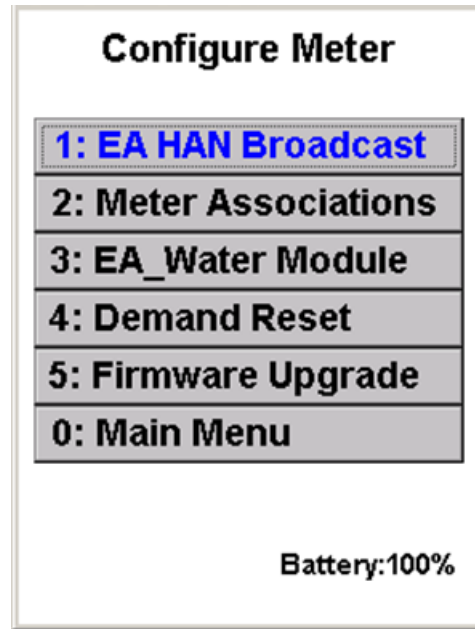 Configure Meter
1: EA HAN Broadcast
2: Meter Associations
3: EA_Water Module
4: Demand Reset
5: Firmware Upgrade
0: Main Menu
Battery:100%